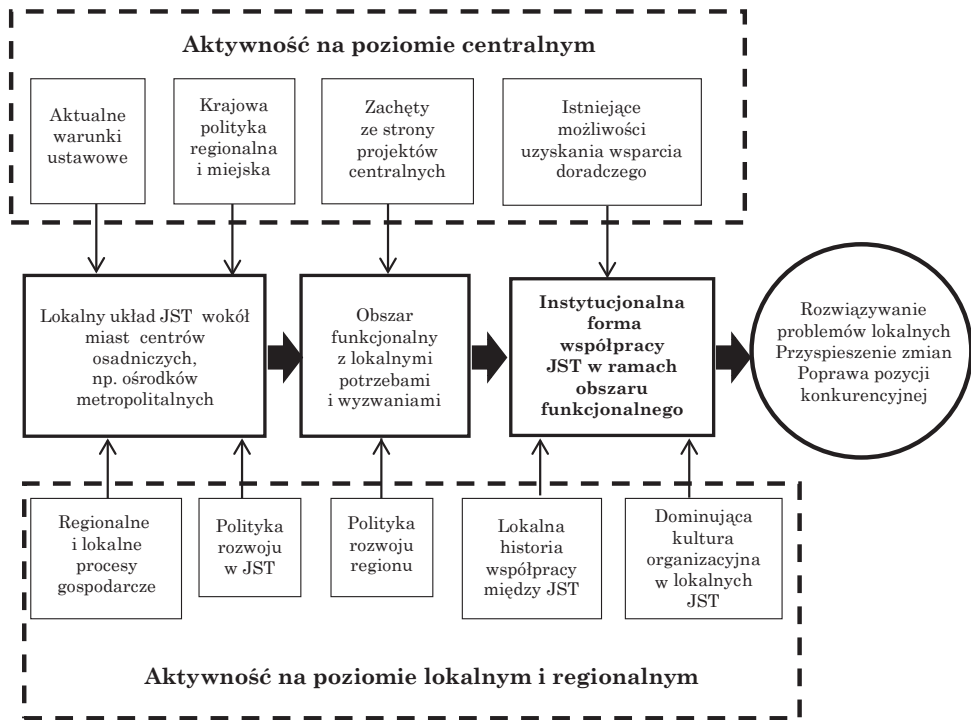 Aktywność na poziomie centralnym
Aktualne
warunki
ustawowe
Krajowa
polityka
regionalna
i miejska
Zachęty
ze strony
projektów
centralnych
Istniejące
możliwości
uzyskania wsparcia
doradczego
Lokalny układ JST wokół
miast centrów
osadniczych,
np. ośrodków
metropolitalnych
Obszar
funkcjonalny
z lokalnymi
potrzebami
i wyzwaniami
Instytucjonalna
forma
współpracy
JST w ramach
obszaru
funkcjonalnego
Rozwiązywanie
problemów lokalnych
Przyspieszenie zmian
Poprawa pozycji
konkurencyjnej
Regionalne
i lokalne
procesy
gospodarcze
Polityka
rozwoju
w JST
Polityka
rozwoju
regionu
Lokalna
historia
współpracy
między JST
Dominująca
kultura
organizacyjna
w lokalnych
JST
Aktywność na poziomie lokalnym i regionalnym